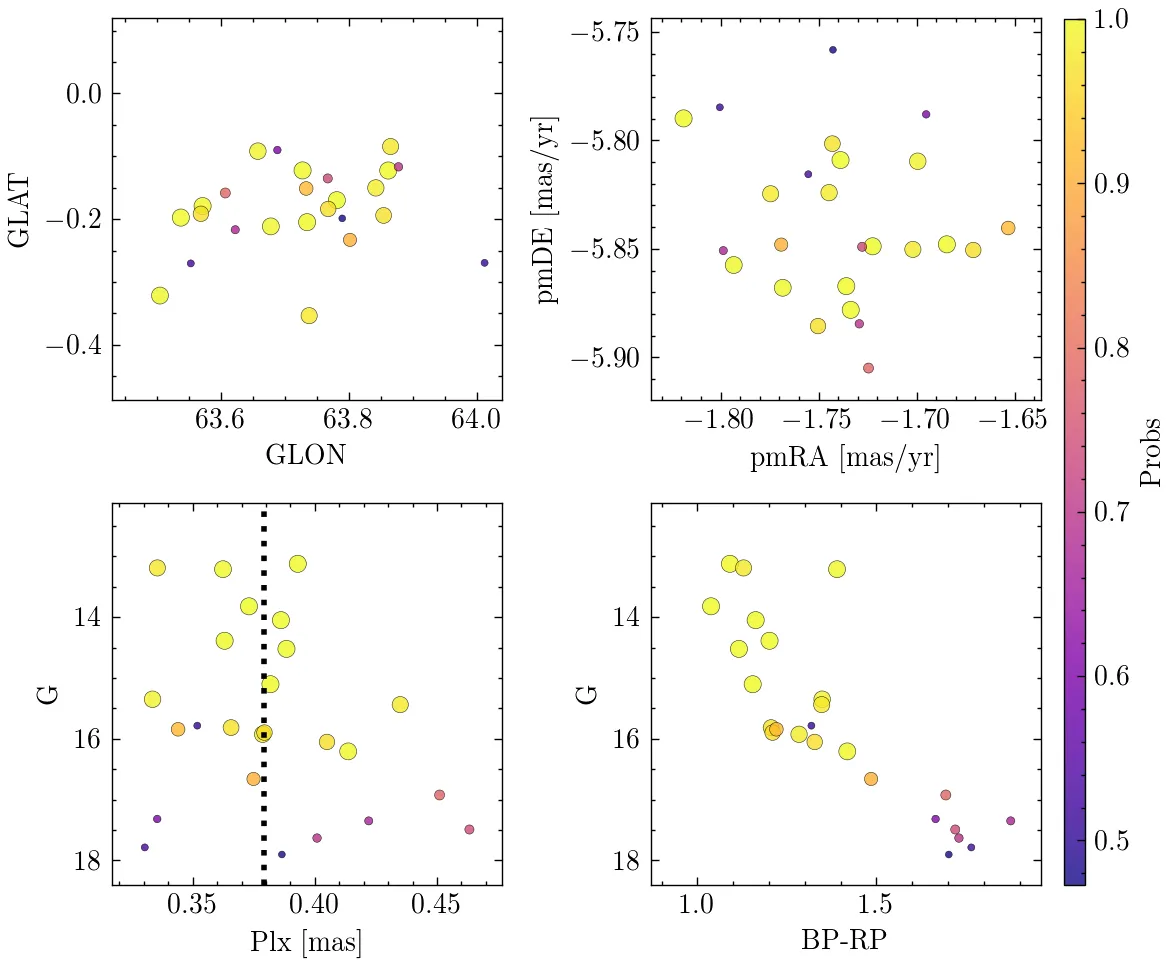 0.0
−0.2
−0.4
GLAT
63.6 63.8 64.0
GLON
−5.75
−5.80
−5.85
−5.90
pmDE [mas/yr]
−1.80 −1.75 −1.70 −1.65
pmRA [mas/yr]
14
16
18
G
0.35 0.40 0.45
Plx [mas]
14
16
18
G
1.0 1.5
BP-RP
1.0
0.9
0.8
0.7
0.6
0.5
Probs